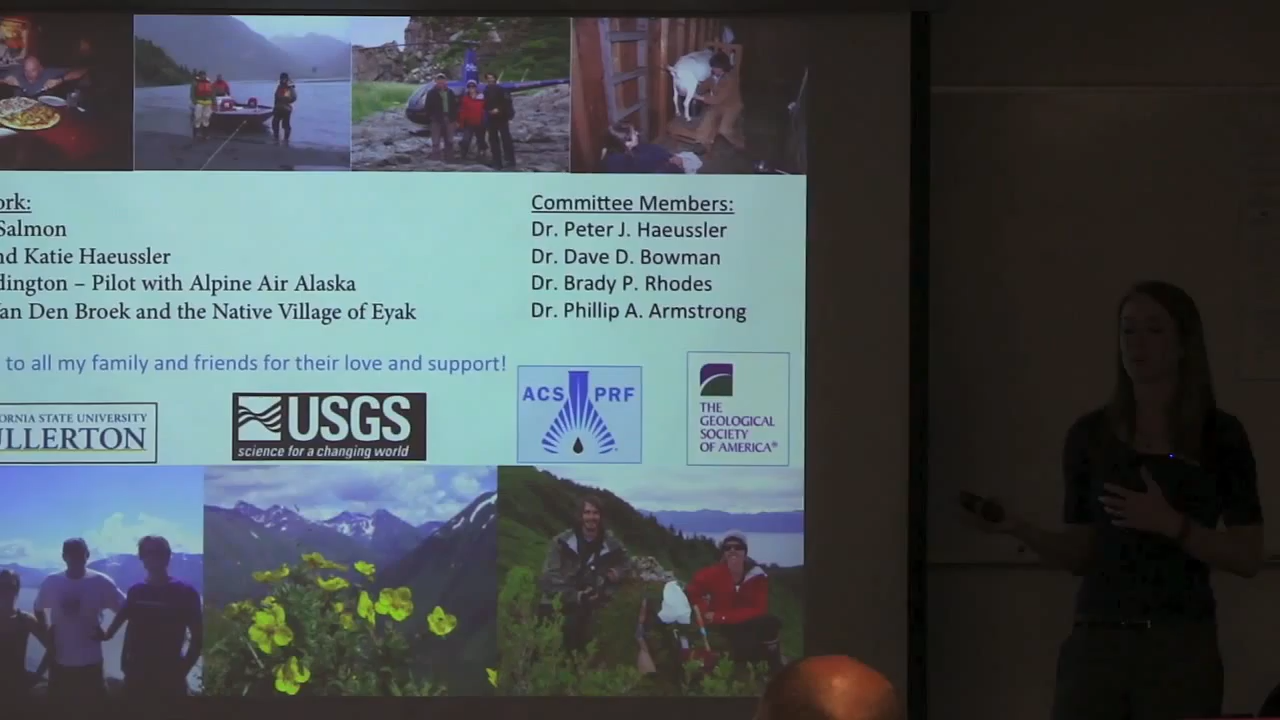 ork:
Salmon
nd Katie Haeussler
dington – Pilot with Alpine Air Alaska
an Den Broek and the Native Village of Eyak
Committee Members:
Dr. Peter J. Haeussler
Dr. Dave D. Bowman
Dr. Brady P. Rhodes
Dr. Phillip A. Armstrong
to all my family and friends for their love and support!
ORNIA STATE UNIVERSITY
ULLERTON
USGS
science for a changing world
ACS PRF
THE
GEOLOGICAL
SOCIETY
OF AMERICA®